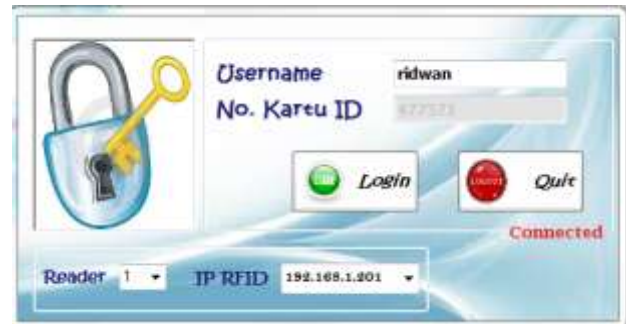 Username ridwan
No. Kartu ID
Login Quit
Connected
Reader 1 IP RFID 192.168.1.201